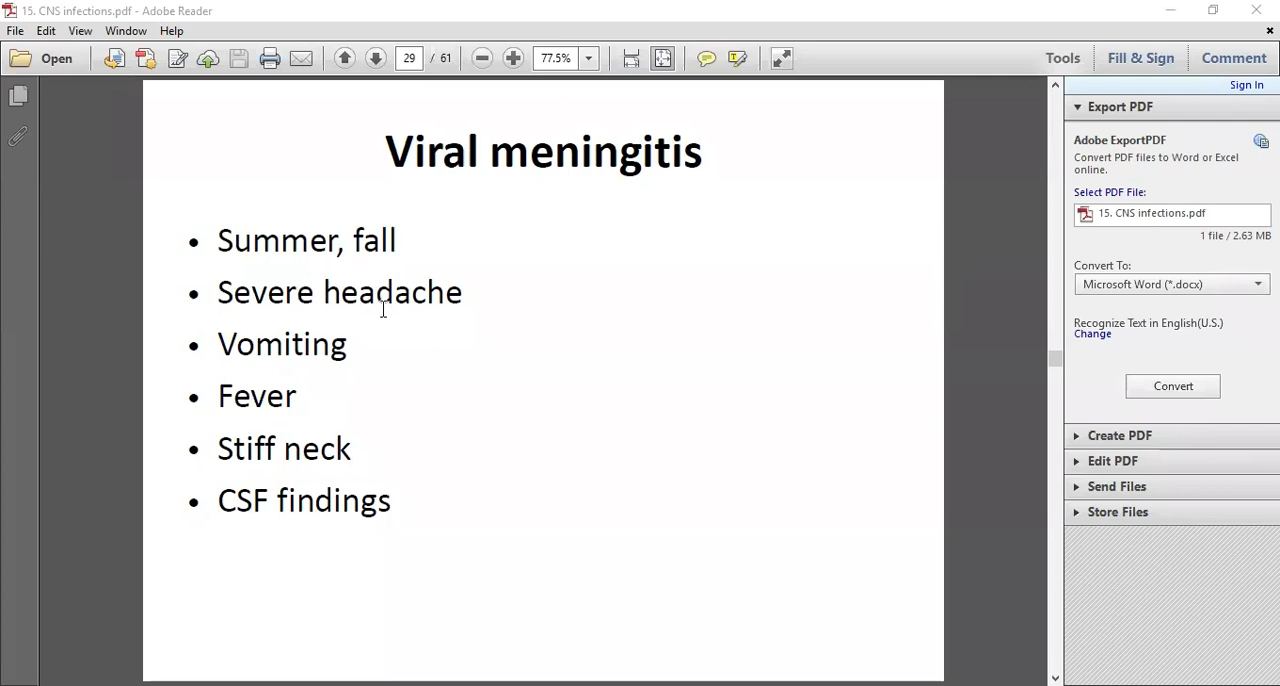 15. CNS infections.pdf - Adobe Reader
File Edit View Window Help
Open 29 / 61 77.5% Tools Fill & Sign Comment
Sign In
Export PDF
Adobe ExportPDF
Convert PDF files to Word or Excel
online.
Select PDF File:
15. CNS infections.pdf
1 file / 2.63 MB
Convert To:
Microsoft Word (*.docx)
Recognize Text in English(U.S.)
Change
Convert
Create PDF
Edit PDF
Send Files
Store Files
Viral meningitis
• Summer, fall
• Severe headache
• Vomiting
• Fever
• Stiff neck
• CSF findings